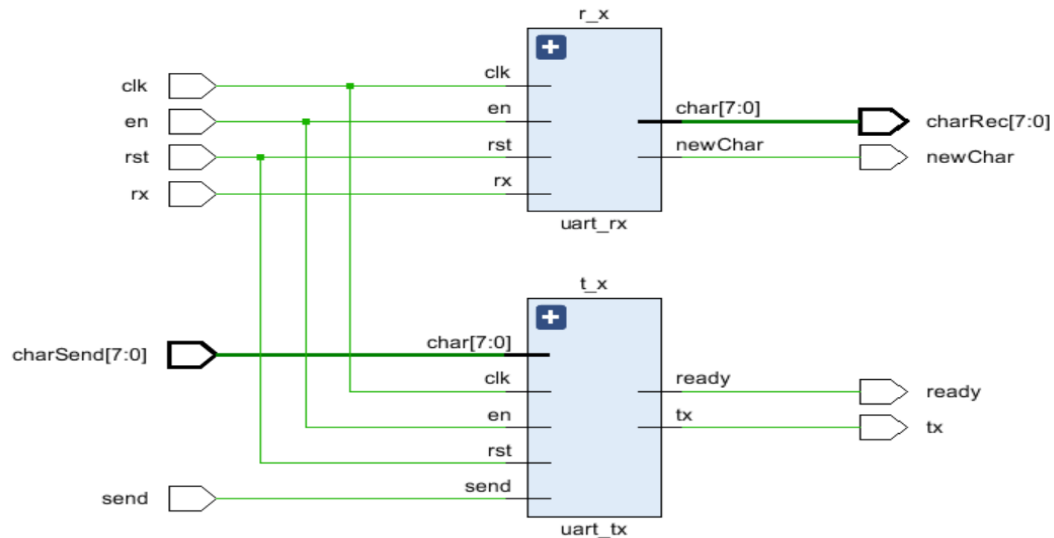 r_x
clk
en
rst
rx
clk
en
rst
rx
char[7:0]
newChar
charRec[7:0]
newChar
uart_rx
t_x
charSend[7:0]
send
char[7:0]
clk
en
rst
send
ready
tx
ready
tx
uart_tx